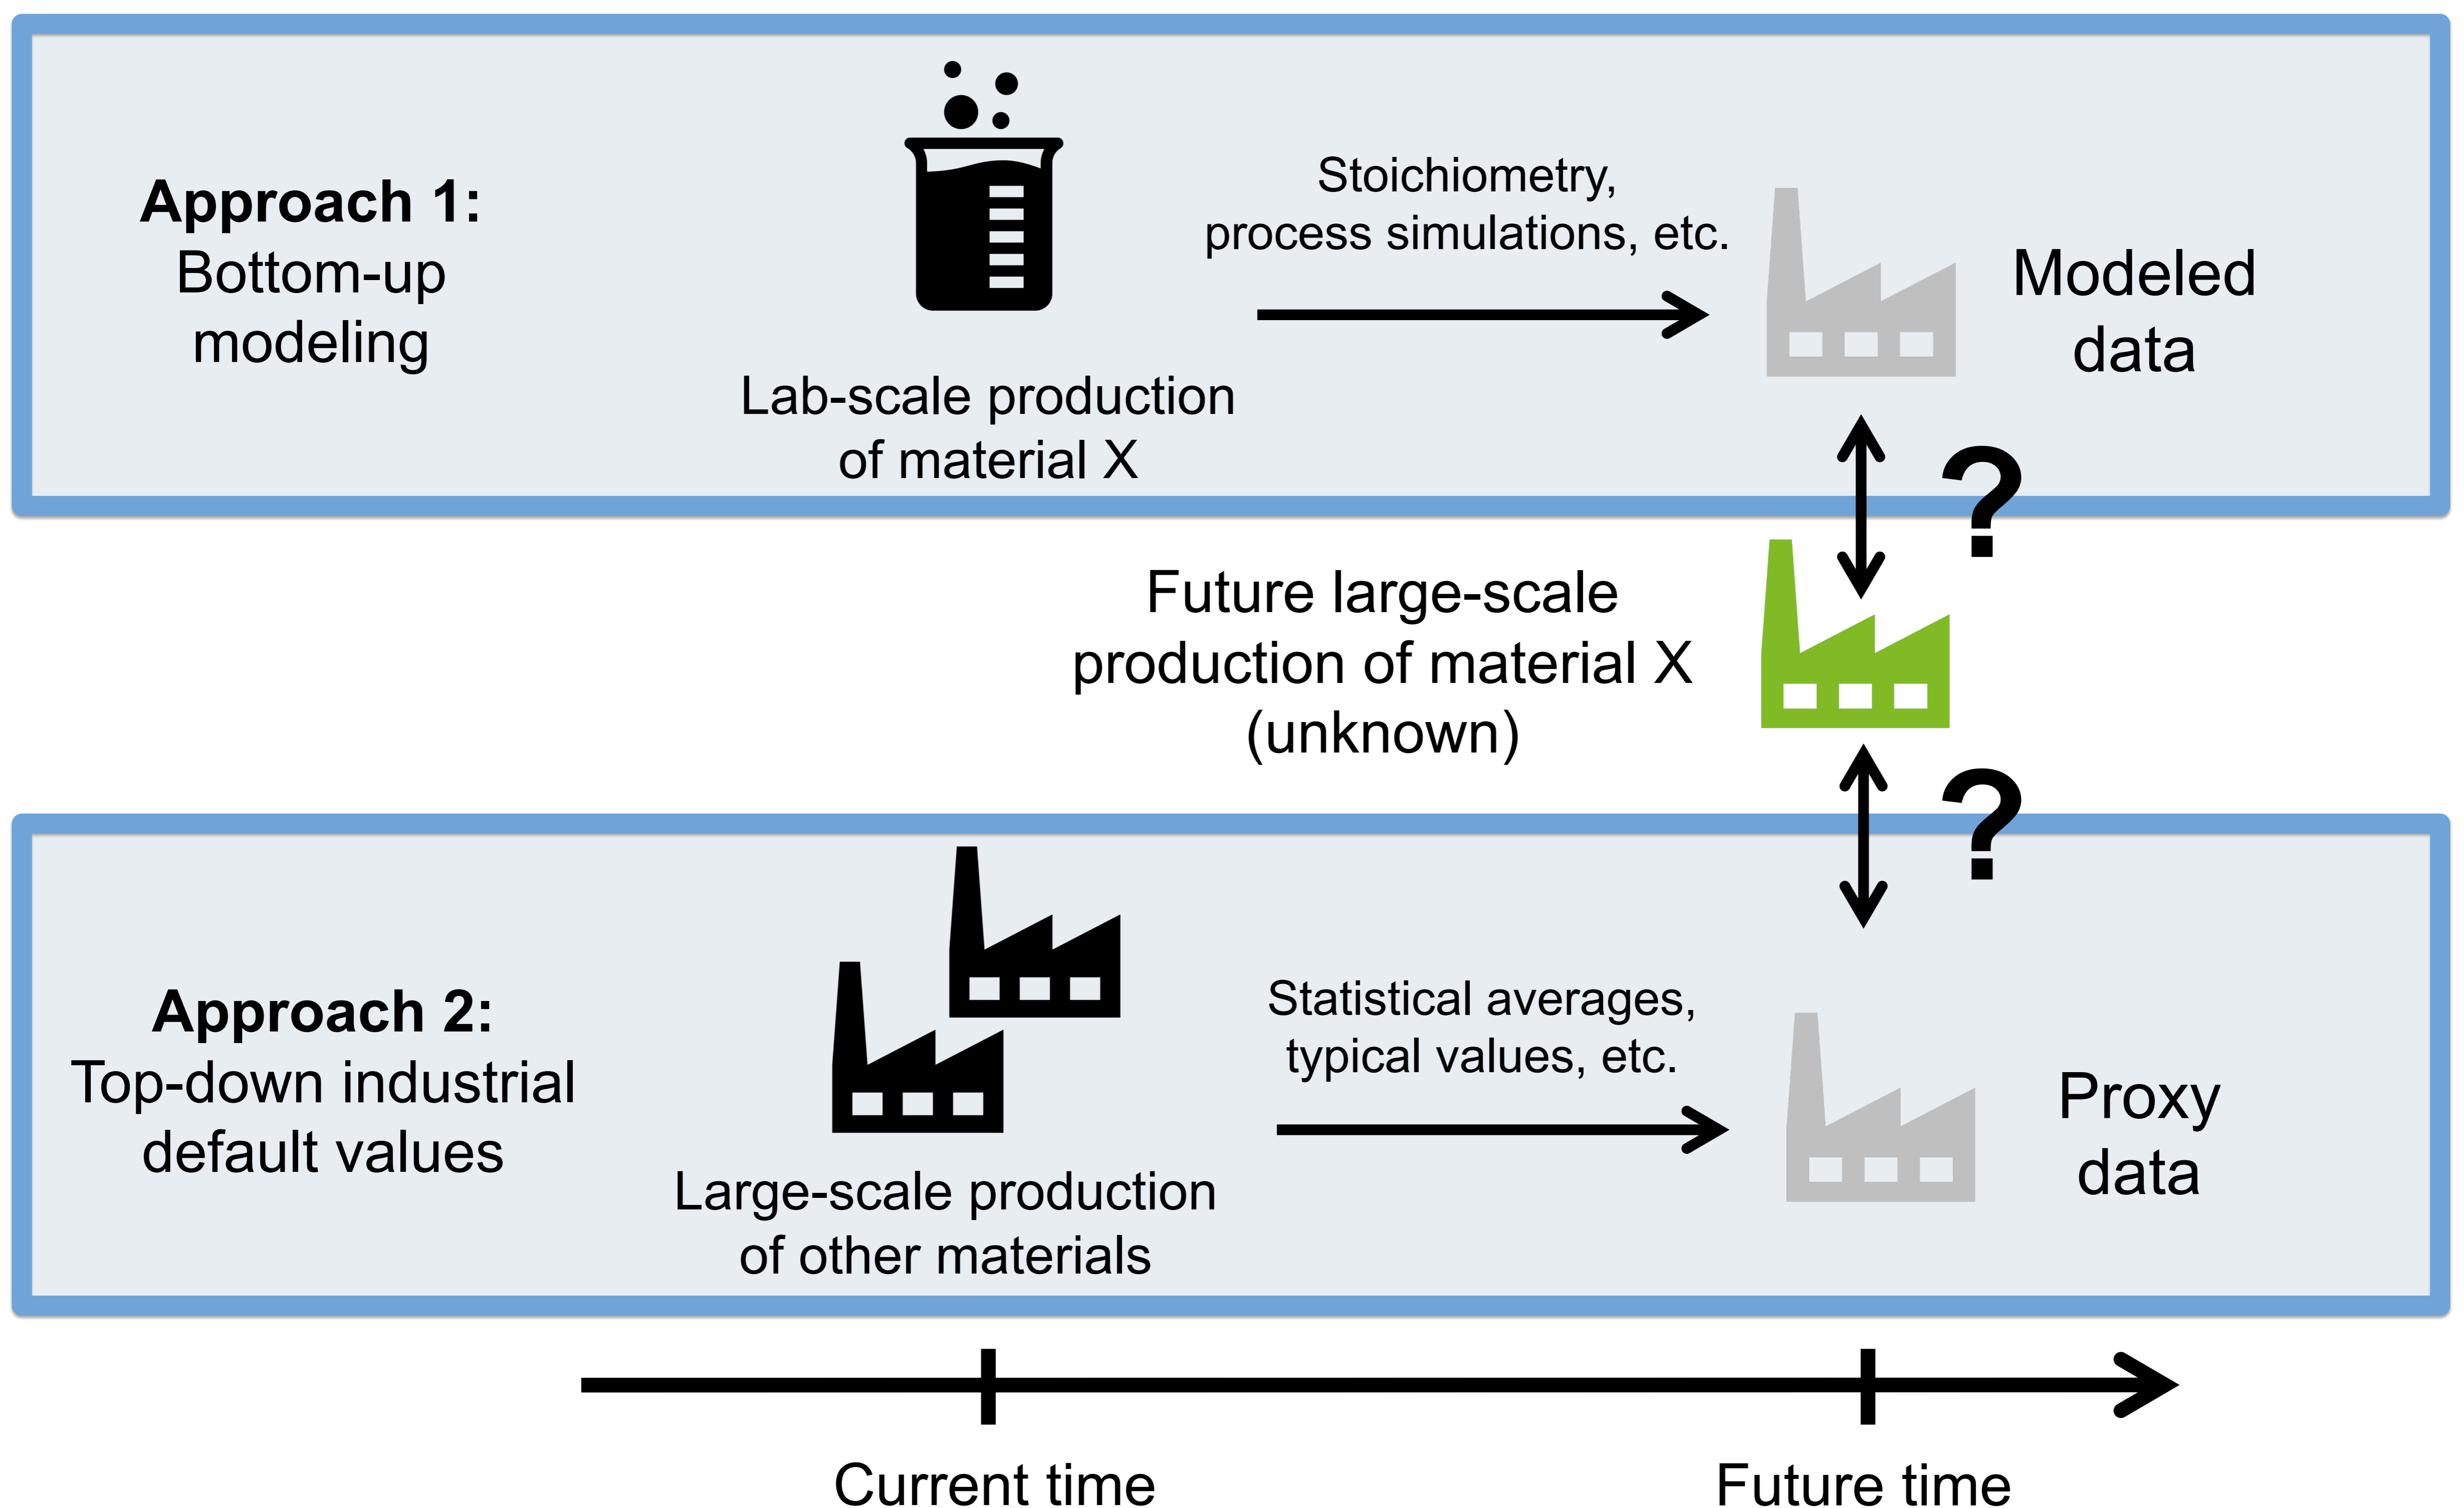 Approach 1:
Bottom-up
modeling
Lab-scale production
of material X
Stoichiometry,
process simulations, etc.
Modeled
data
?
Future large-scale
production of material X
(unknown)
?
Approach 2:
Top-down industrial
default values
Large-scale production
of other materials
Statistical averages,
typical values, etc.
Proxy
data
Current time
Future time